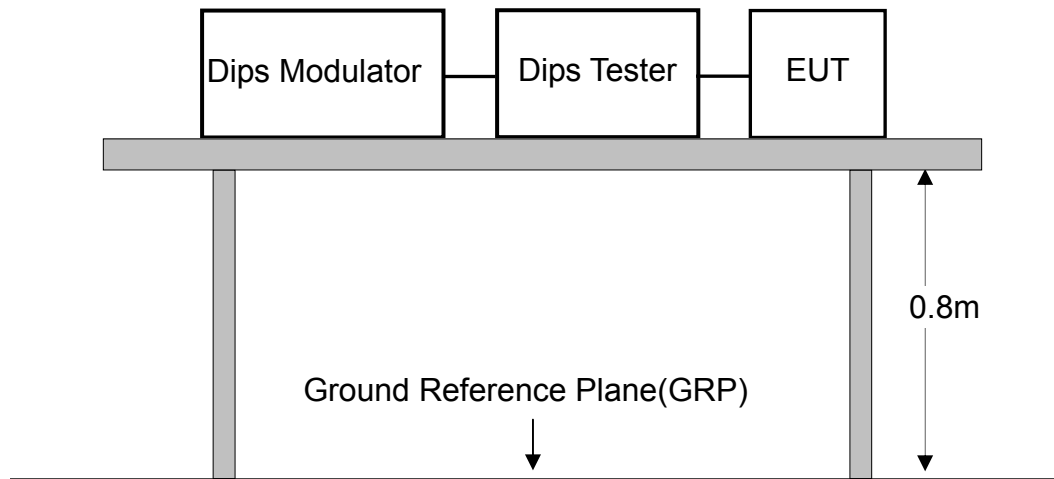 Dips Modulator
Dips Tester
EUT
0.8m
Ground Reference Plane(GRP)